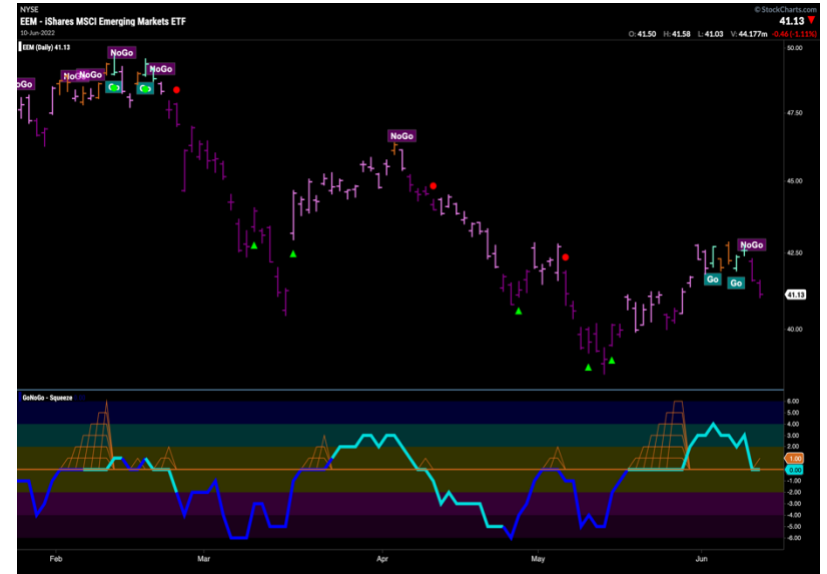 NYSE
© StockCharts.com
EEM - iShares MSCI Emerging Markets ETF
41.13
10-Jun-2022
O: 41.50 H: 41.58 L: 41.03 V: 44.177m -0.46 (-1.11%)
EEM (Daily) 41.13
50.00
NoGo
NoGo
NoGo
NoGo
oGo
Go
Go
47.50
NoGo
45.00
NoGo
42.50
Go
Go
41.13
40.00
GoNoGo - Squeeze
6.00
5.00
4.00
3.00
2.00
1.00
0.00
-1.00
-2.00
-3.00
-4.00
-5.00
-6.00
Feb Mar Apr May Jun